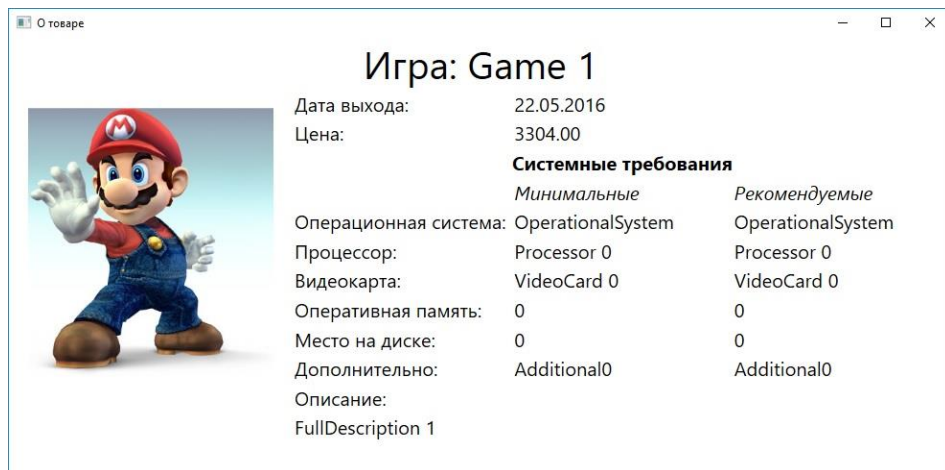 О товаре
Игра: Game 1
Дата выхода: 22.05.2016
Цена: 3304.00
Системные требования
Минимальные Рекомендуемые
Операционная система: OperationalSystem OperationalSystem
Процессор: Processor 0 Processor 0
Видеокарта: VideoCard 0 VideoCard 0
Оперативная память: 0 0
Место на диске: 0 0
Дополнительно: Additional0 Additional0
Описание:
FullDescription 1
M